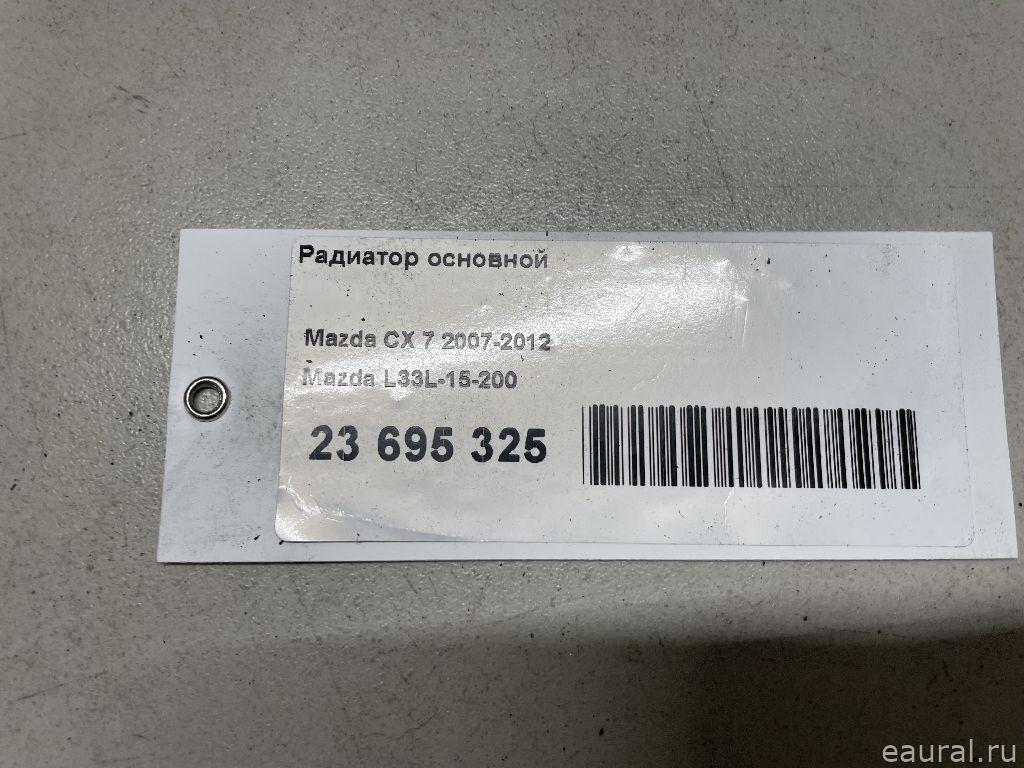 Радиатор основной
Mazda CX 7 2007-2012
Mazda L33L-15-200
23 695 325
eaural.ru